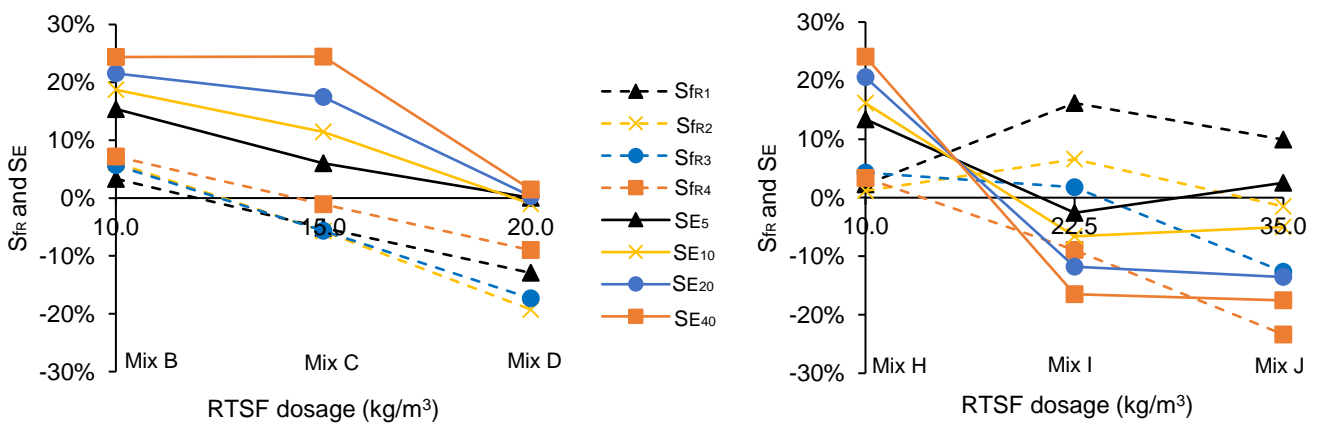 30%
20%
10%
0%
-10%
-20%
-30%
SfR and SE
10.0
15.0
20.0
Mix B
Mix C
Mix D
RTSF dosage (kg/m³)
SfR1
SfR2
SfR3
SfR4
SE5
SE10
SE20
SE40
30%
20%
10%
0%
-10%
-20%
-30%
SfR and SE
10.0
22.5
35.0
Mix H
Mix I
Mix J
RTSF dosage (kg/m³)